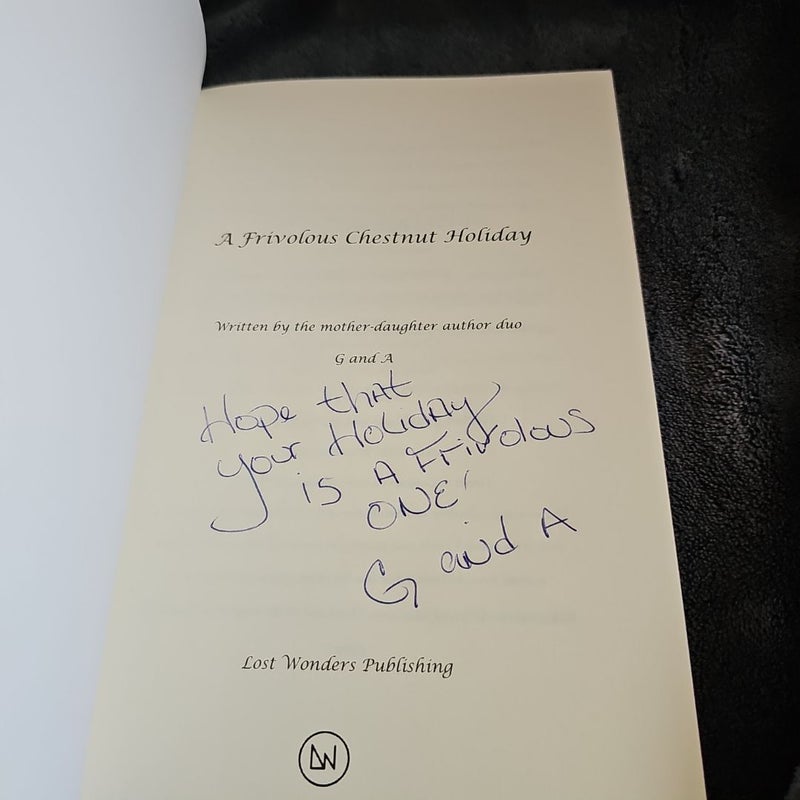 A Frivolous Chestnut Holiday
Written by the mother-daughter author duo
G and A
Hope that
your Holiday
is A Frivolous
ONE!
G and A
Lost Wonders Publishing
LW